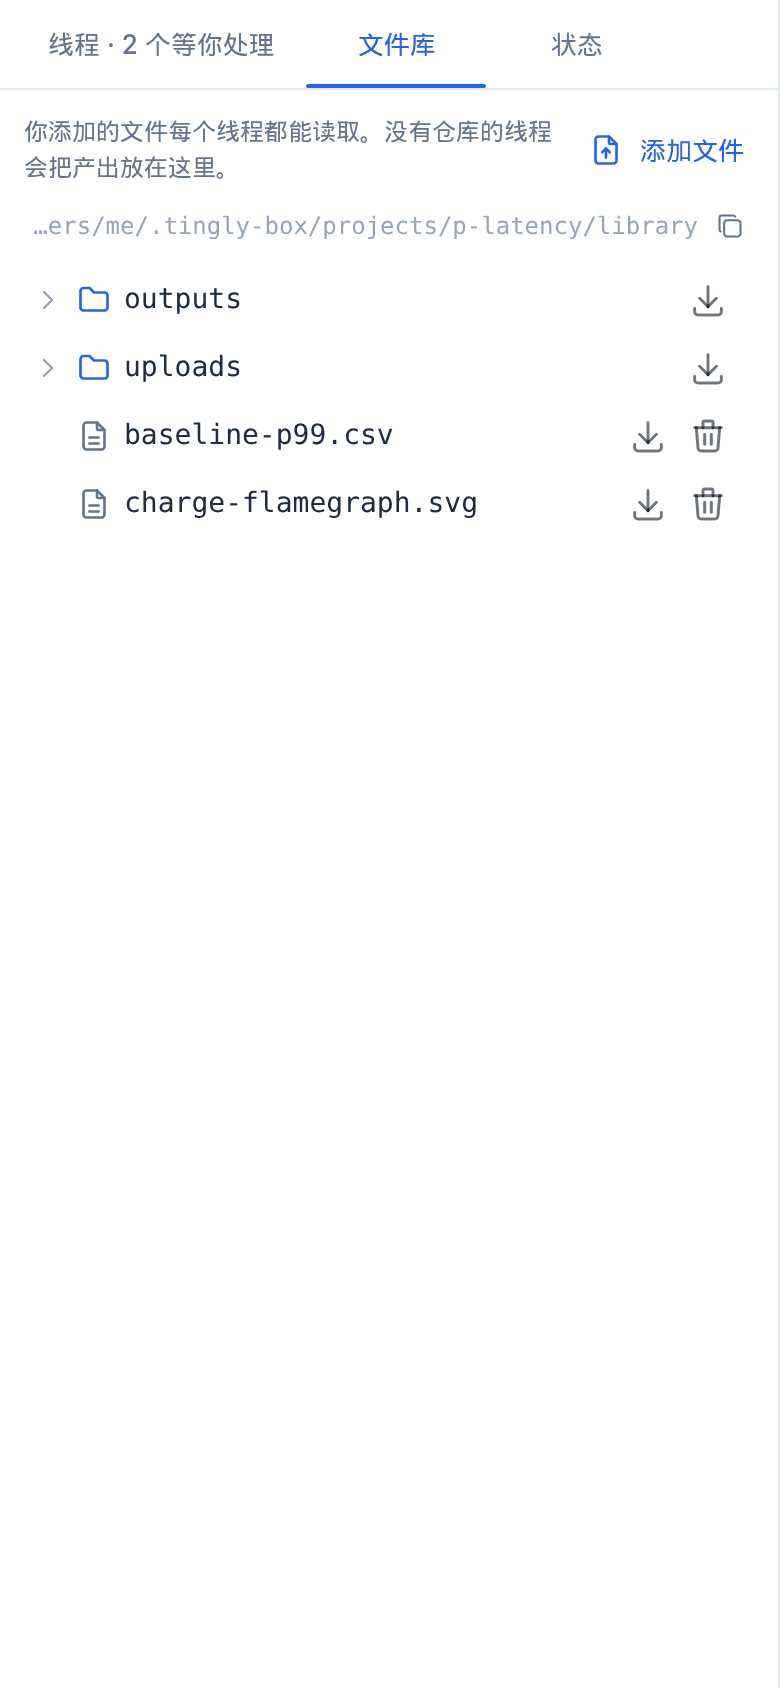 线程 · 2 个等你处理
文件库
状态
你添加的文件每个线程都能读取。没有仓库的线程
会把产出放在这里。
添加文件
…ers/me/.tingly-box/projects/p-latency/library
outputs
uploads
baseline-p99.csv
charge-flamegraph.svg